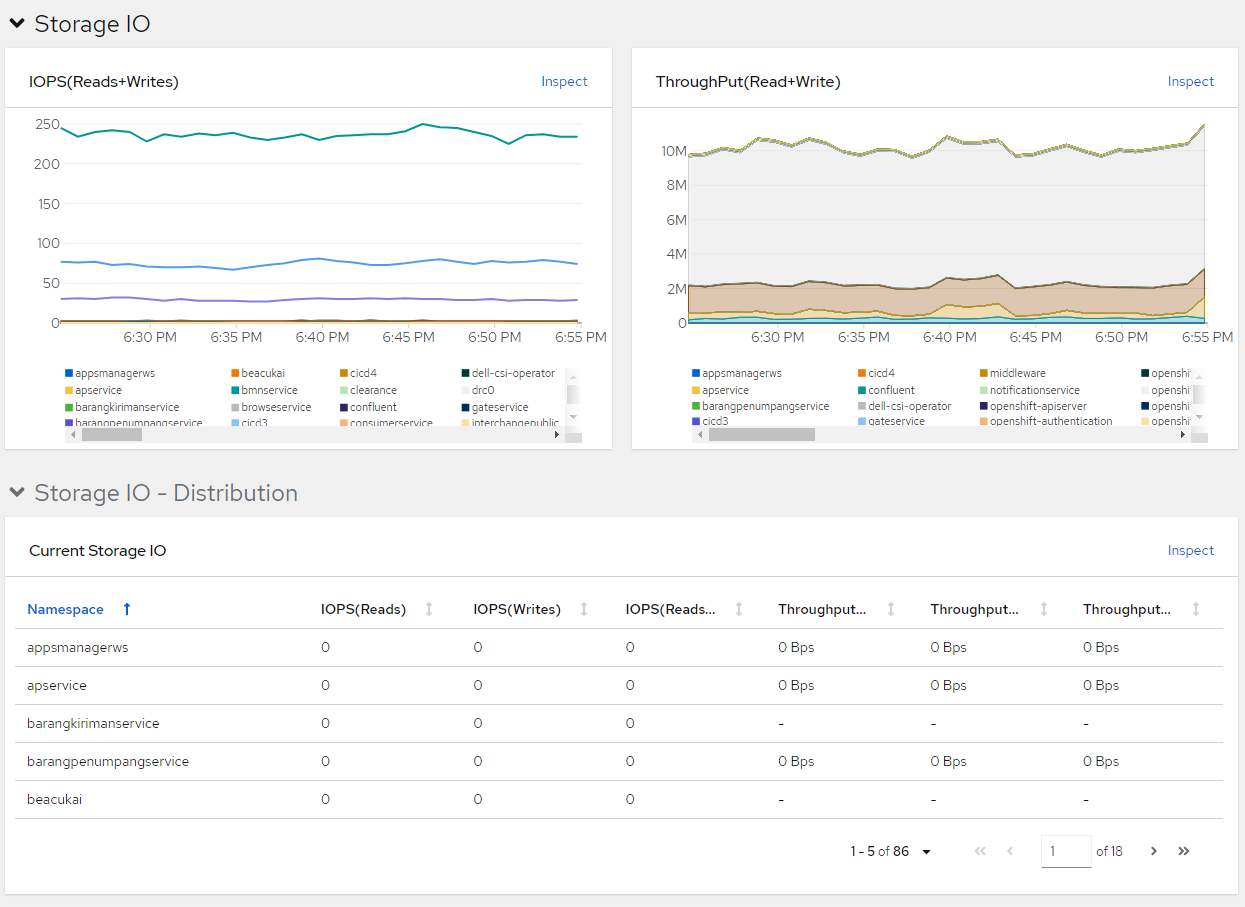 Storage IO
IOPS(Reads+Writes)
Inspect
250
200
150
100
50
0
6:30 PM 6:35 PM 6:40 PM 6:45 PM 6:50 PM 6:55 PM
appsmanagerws beacukai cicd4 dell-csi-operator
apservice bmnservice clearance drc0
barangkirimanservice browseservice confluent gateservice
barangpenumpangservice cicd3 consumerservice interchangepublic
ThroughPut(Read+Write)
Inspect
10M
8M
6M
4M
2M
0
6:30 PM 6:35 PM 6:40 PM 6:45 PM 6:50 PM 6:55 PM
appsmanagerws cicd4 middleware openshi
apservice confluent notificationservice openshi
barangpenumpangservice dell-csi-operator openshift-apiserver openshi
cicd3 gateservice openshift-authentication openshi
Storage IO - Distribution
Current Storage IO
Inspect
Namespace IOPS(Reads) IOPS(Writes) IOPS(Reads... Throughput... Throughput... Throughput...
appsmanagerws 0 0 0 0 Bps 0 Bps 0 Bps
apservice 0 0 0 0 Bps 0 Bps 0 Bps
barangkirimanservice 0 0 0 - - -
barangpenumpangservice 0 0 0 0 Bps 0 Bps 0 Bps
beacukai 0 0 0 - - -
1 - 5 of 86 1 of 18